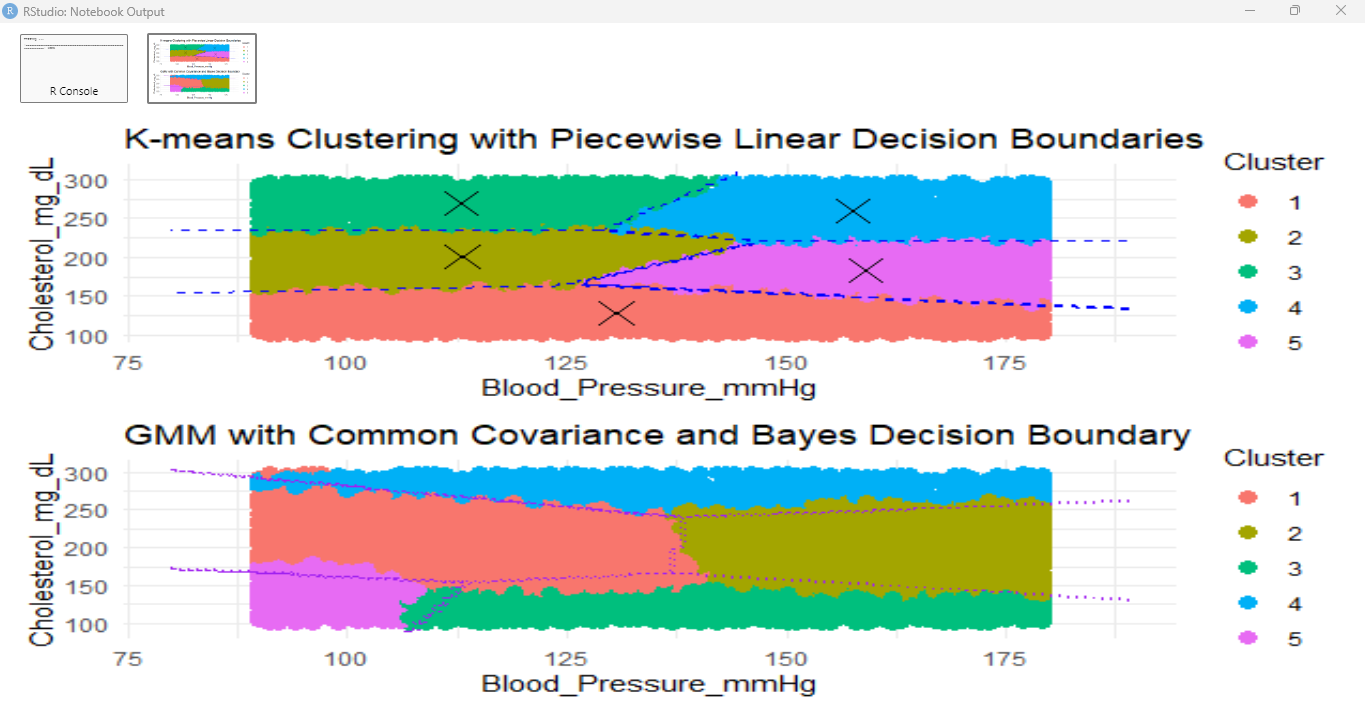 R RStudio: Notebook Output
R Console
K-means Clustering with Piecewise Linear Decision Boundaries
Cholesterol_mg_dL
300
250
200
150
100
75 100 125 150 175
Blood_Pressure_mmHg
Cluster
1
2
3
4
5
GMM with Common Covariance and Bayes Decision Boundary
Cholesterol_mg_dL
300
250
200
150
100
75 100 125 150 175
Blood_Pressure_mmHg
Cluster
1
2
3
4
5